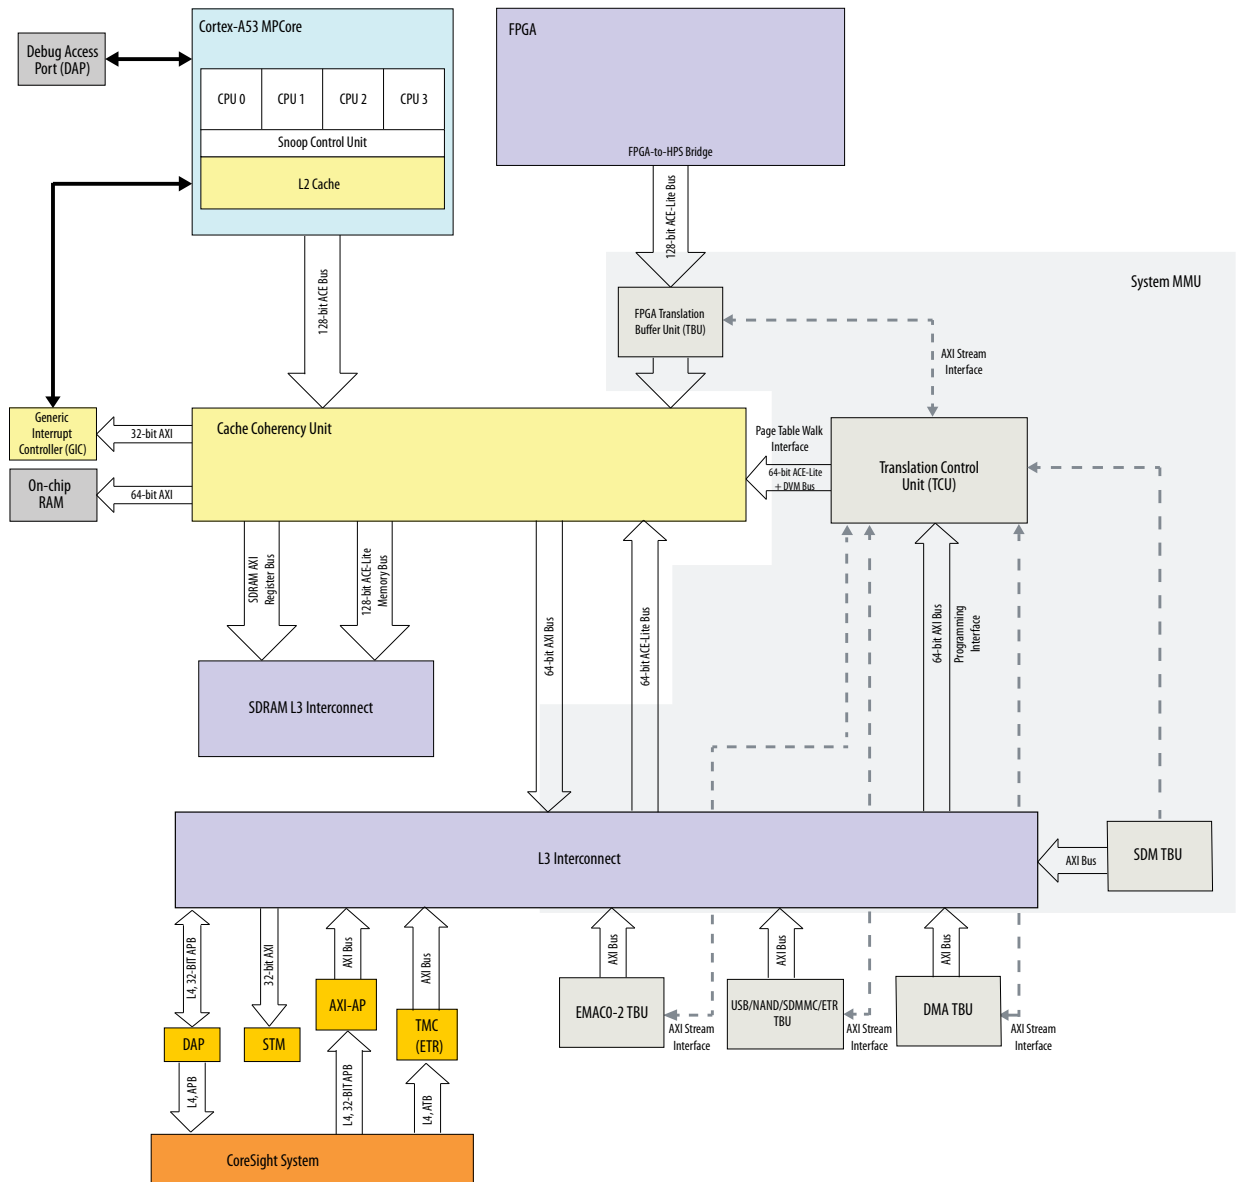 Cortex-A53 MPCore
FPGA
Debug Access
Port (DAP)
CPU 0
CPU 1
CPU 2
CPU 3
Snoop Control Unit
L2 Cache
FPGA-to-HPS Bridge
128-bit ACE-Lite Bus
128-bit ACE Bus
System MMU
FPGA Translation
Buffer Unit (TBU)
AXI Stream
Interface
Generic
Interrupt
Controller (GIC)
32-bit AXI
Cache Coherency Unit
Page Table Walk
Interface
64-bit ACE-Lite
+ DVM Bus
Translation Control
Unit (TCU)
On-chip
RAM
64-bit AXI
SDRAM AXI
Register Bus
128-bit ACE-Lite
Memory Bus
64-bit AXI Bus
64-bit ACE-Lite Bus
64-bit AXI Bus
Programming
Interface
SDRAM L3 Interconnect
L3 Interconnect
AXI Bus
SDM TBU
L4, 32-BIT APB
32-bit AXI
AXI Bus
AXI Bus
AXI Bus
AXI Bus
AXI Bus
AXI-AP
EMAC0-2 TBU
USB/NAND/SDMMC/ETR
TBU
DMA TBU
DAP
STM
TMC
(ETR)
AXI Stream
Interface
AXI Stream
Interface
AXI Stream
Interface
L4, APB
L4, 32-BIT APB
L4, ATB
CoreSight System